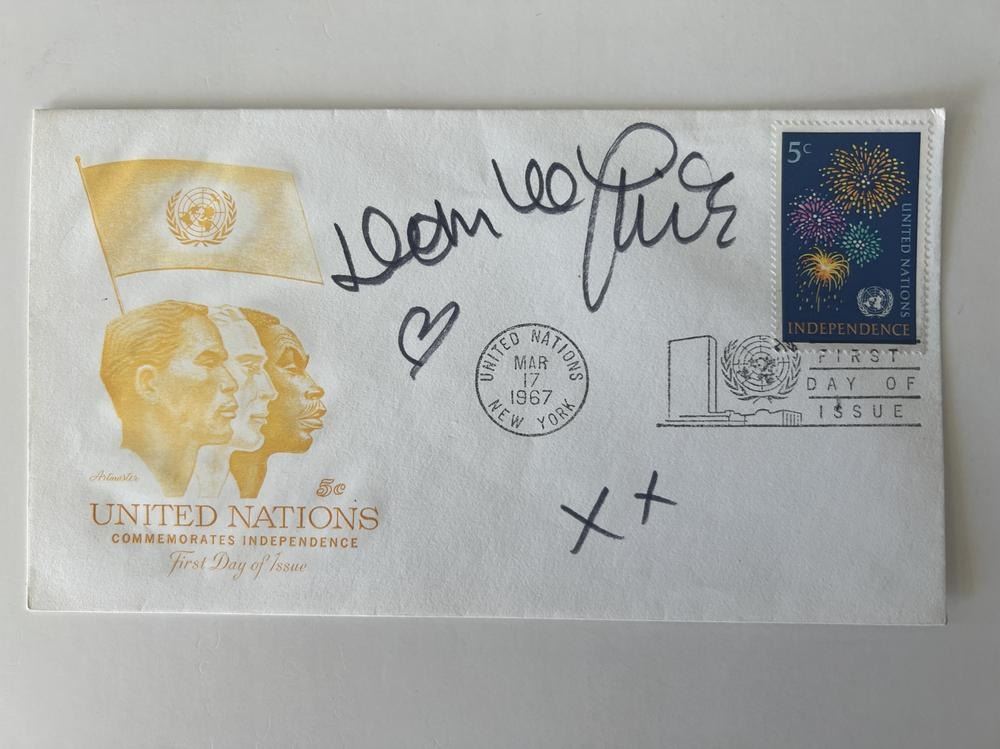 5c
UNITED NATIONS
INDEPENDENCE
UNITED NATIONS
MAR
17
1967
NEW YORK
FIRST
DAY OF
ISSUE
Artmaster
5c
UNITED NATIONS
COMMEMORATES INDEPENDENCE
First Day of Issue
X X